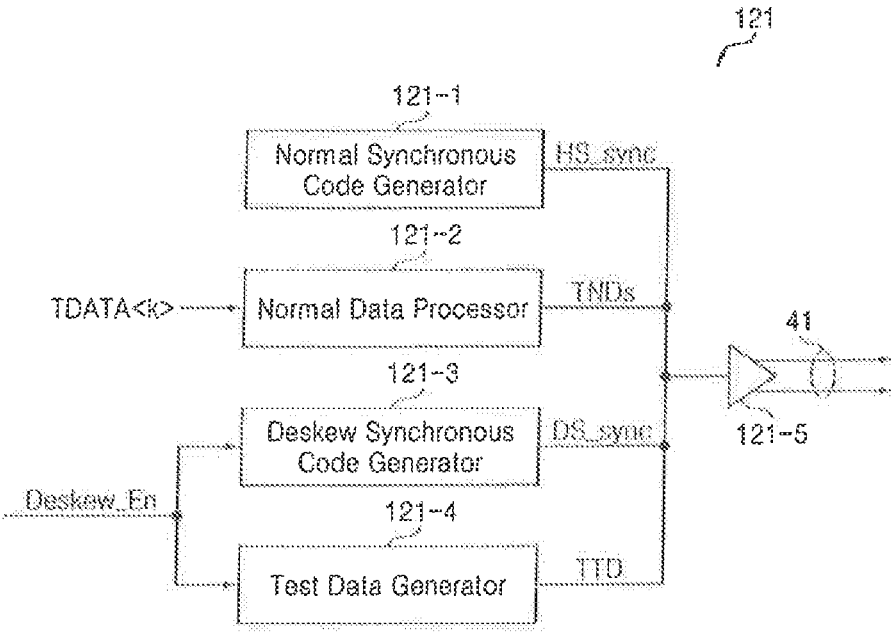 121
121-1
Normal Synchronous
Code Generator
HS_sync
121-2
TDATA<k>
Normal Data Processor
TNDs
41
121-3
Deskew Synchronous
Code Generator
DS_sync
121-5
Deskew_En
121-4
Test Data Generator
TTD